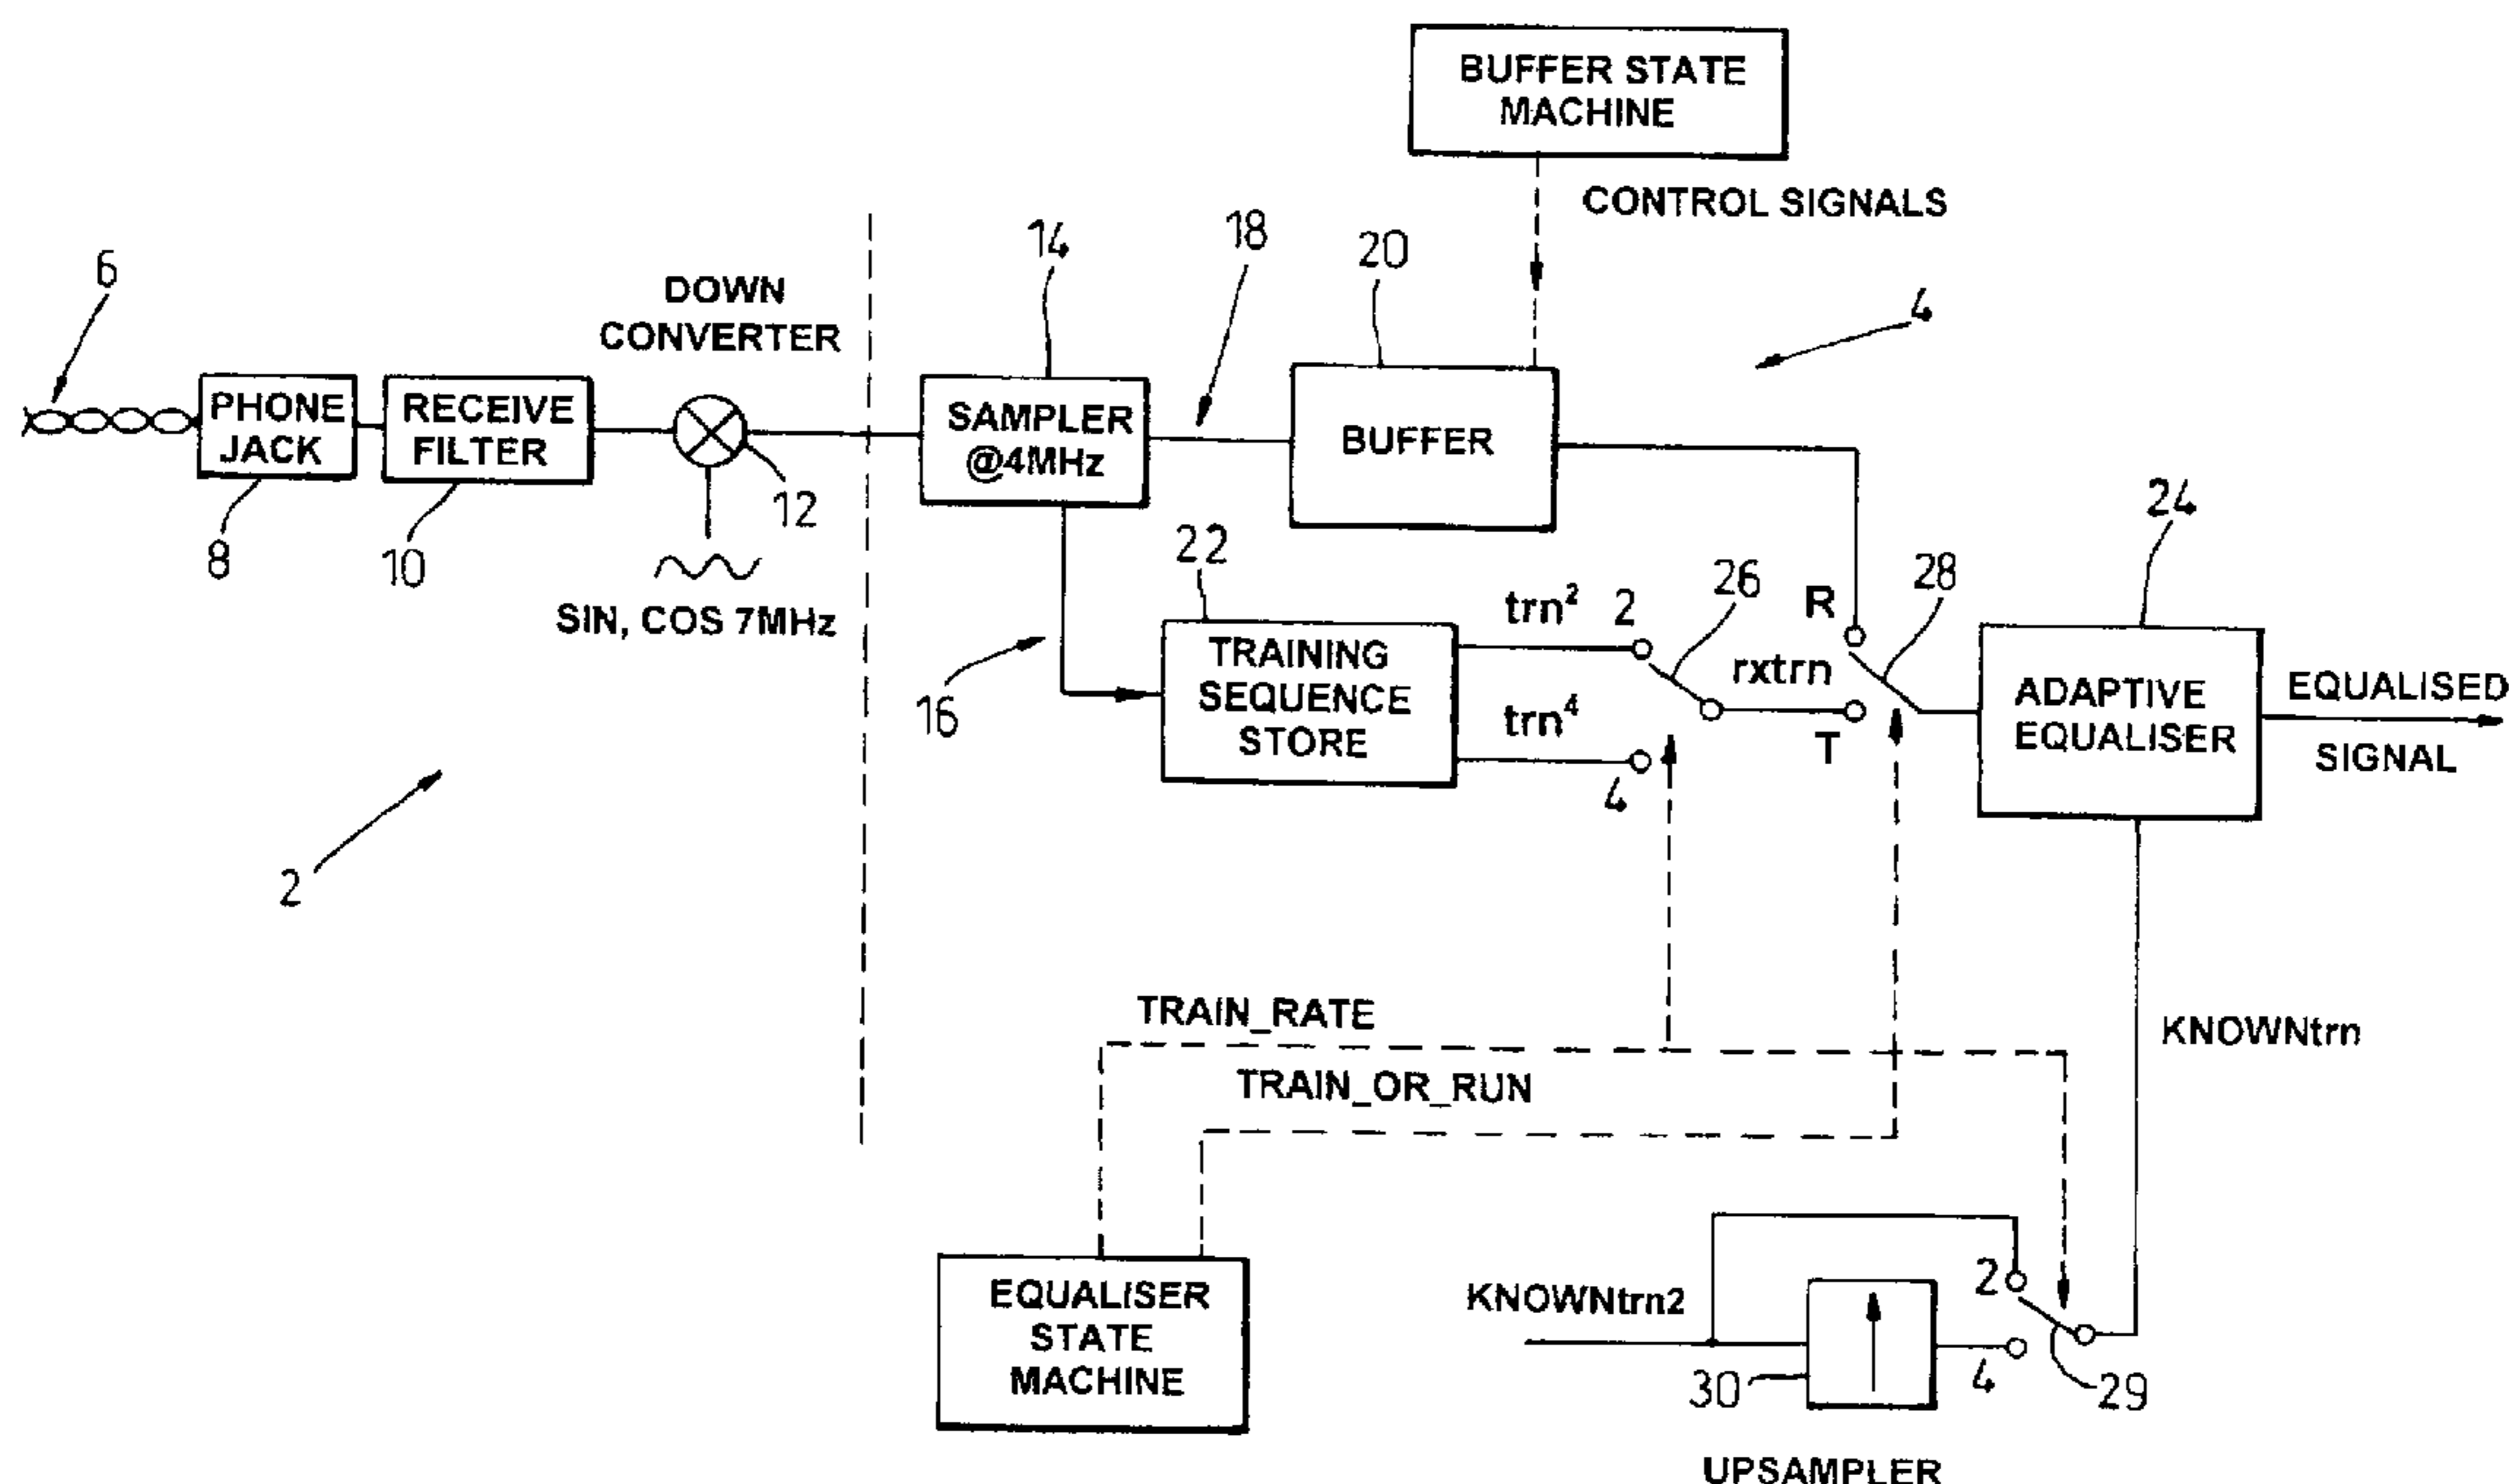 BUFFER STATE
MACHINE
CONTROL SIGNALS
6
14
18
20
4
DOWN
CONVERTER
PHONE
JACK
RECEIVE
FILTER
SAMPLER
@4MHz
BUFFER
8
10
12
SIN, COS 7MHz
22
24
trn²
2
26
R
28
TRAINING
SEQUENCE
STORE
rxtrn
ADAPTIVE
EQUALISER
EQUALISED
SIGNAL
16
trn⁴
4
T
2
TRAIN_RATE
KNOWNtrn
TRAIN_OR_RUN
EQUALISER
STATE
MACHINE
KNOWNtrn2
2
4
30
29
UPSAMPLER